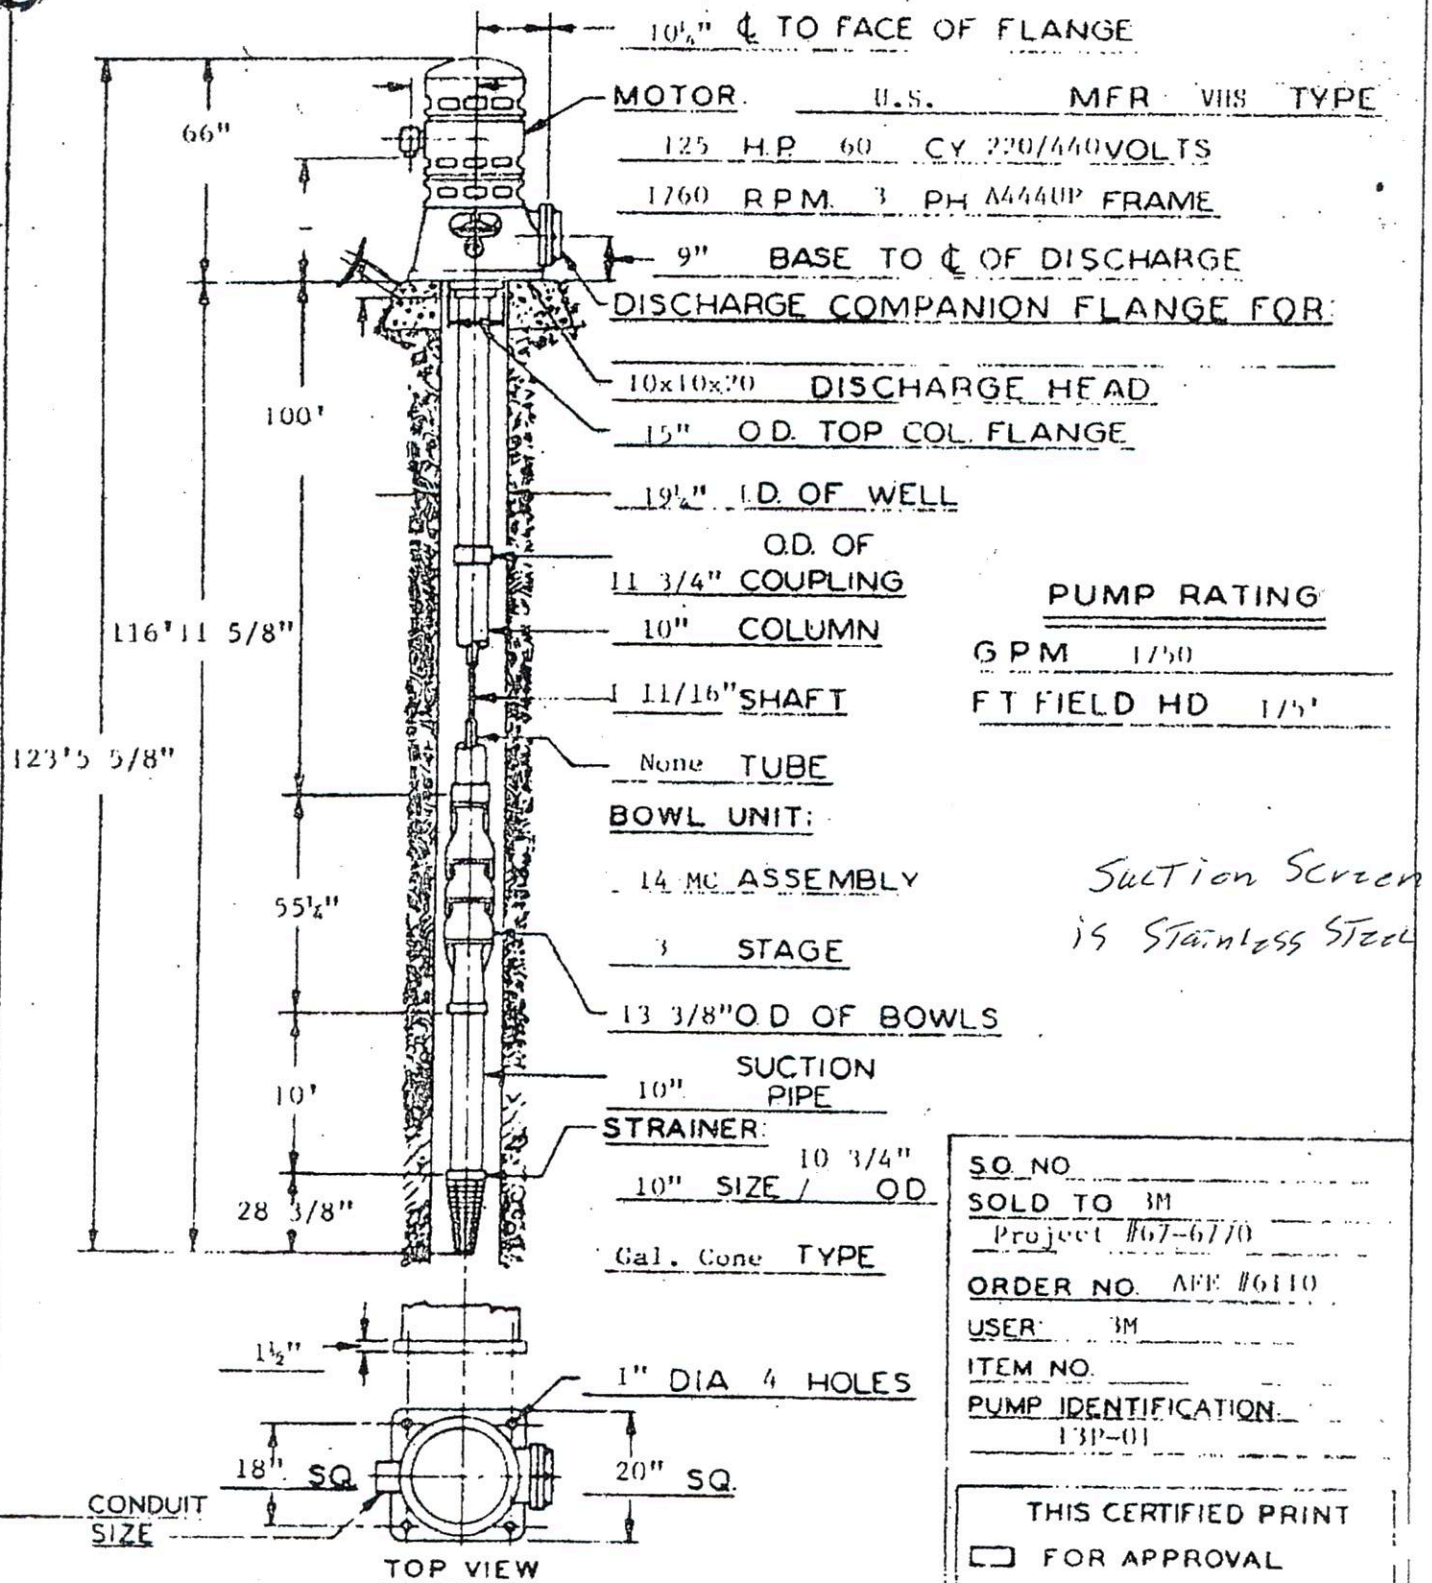 10¼" ℄ TO FACE OF FLANGE
MOTOR. U.S. MFR VHS TYPE
125 H.P. 60 CY 220/440 VOLTS
1760 R.P.M. 3 PH A444UP FRAME
9" BASE TO ℄ OF DISCHARGE
DISCHARGE COMPANION FLANGE FOR:
10x10x20 DISCHARGE HEAD
15" O.D. TOP COL. FLANGE
19¼" I.D. OF WELL
O.D. OF
11 3/4" COUPLING
10" COLUMN
1 11/16" SHAFT
None TUBE
BOWL UNIT:
14 MC ASSEMBLY
3 STAGE
13 3/8" O.D OF BOWLS
SUCTION
10" PIPE
STRAINER:
10 3/4"
10" SIZE / OD
Gal. Cone TYPE
66"
100'
116'11 5/8"
123'5 5/8"
55¼"
10'
28 3/8"
PUMP RATING
G P M 1750
FT FIELD HD 175'
Suction Screen
is Stainless Steel
1½"
1" DIA 4 HOLES
18" SQ.
20" SQ.
CONDUIT
SIZE
TOP VIEW
S.O. NO
SOLD TO 3M
Project #67-6770
ORDER NO. AFE #6110
USER 3M
ITEM NO.
PUMP IDENTIFICATION
13P-01
THIS CERTIFIED PRINT
FOR APPROVAL